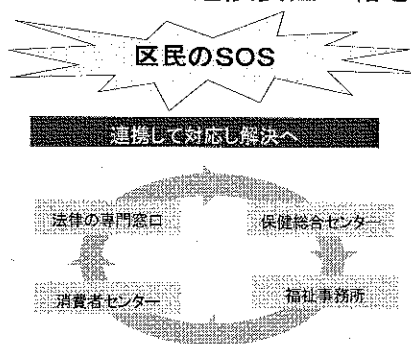 区民のSOS
連携して対応し解決へ
法律の専門窓口
保健総合センター
消費者センター
福祉事務所